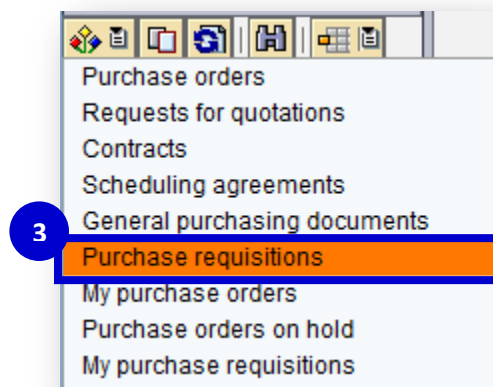 Purchase orders
Requests for quotations
Contracts
Scheduling agreements
General purchasing documents
3
Purchase requisitions
My purchase orders
Purchase orders on hold
My purchase requisitions